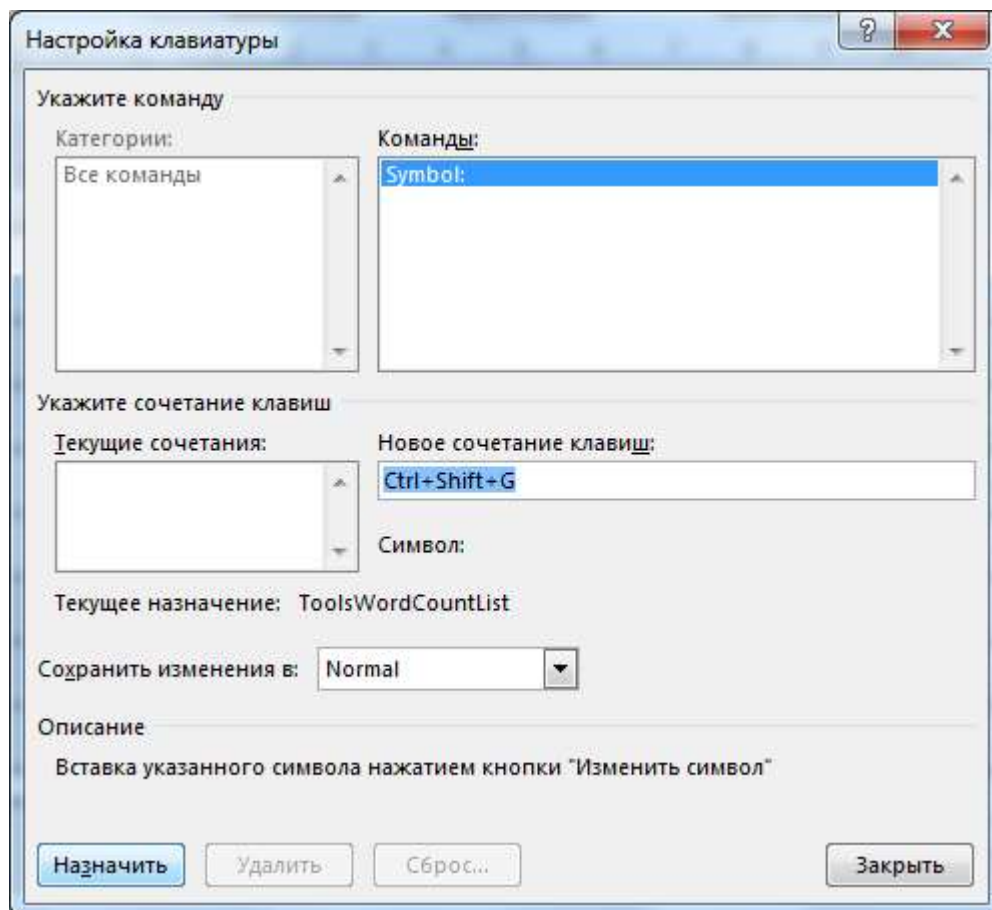 Настройка клавиатуры
Укажите команду
Категории: Команды:
Все команды Symbol:
Укажите сочетание клавиш
Текущие сочетания: Новое сочетание клавиш:
Ctrl+Shift+G
Символ:
Текущее назначение: ToolsWordCountList
Сохранить изменения в: Normal
Описание
Вставка указанного символа нажатием кнопки "Изменить символ"
Назначить Удалить Сброс... Закрыть